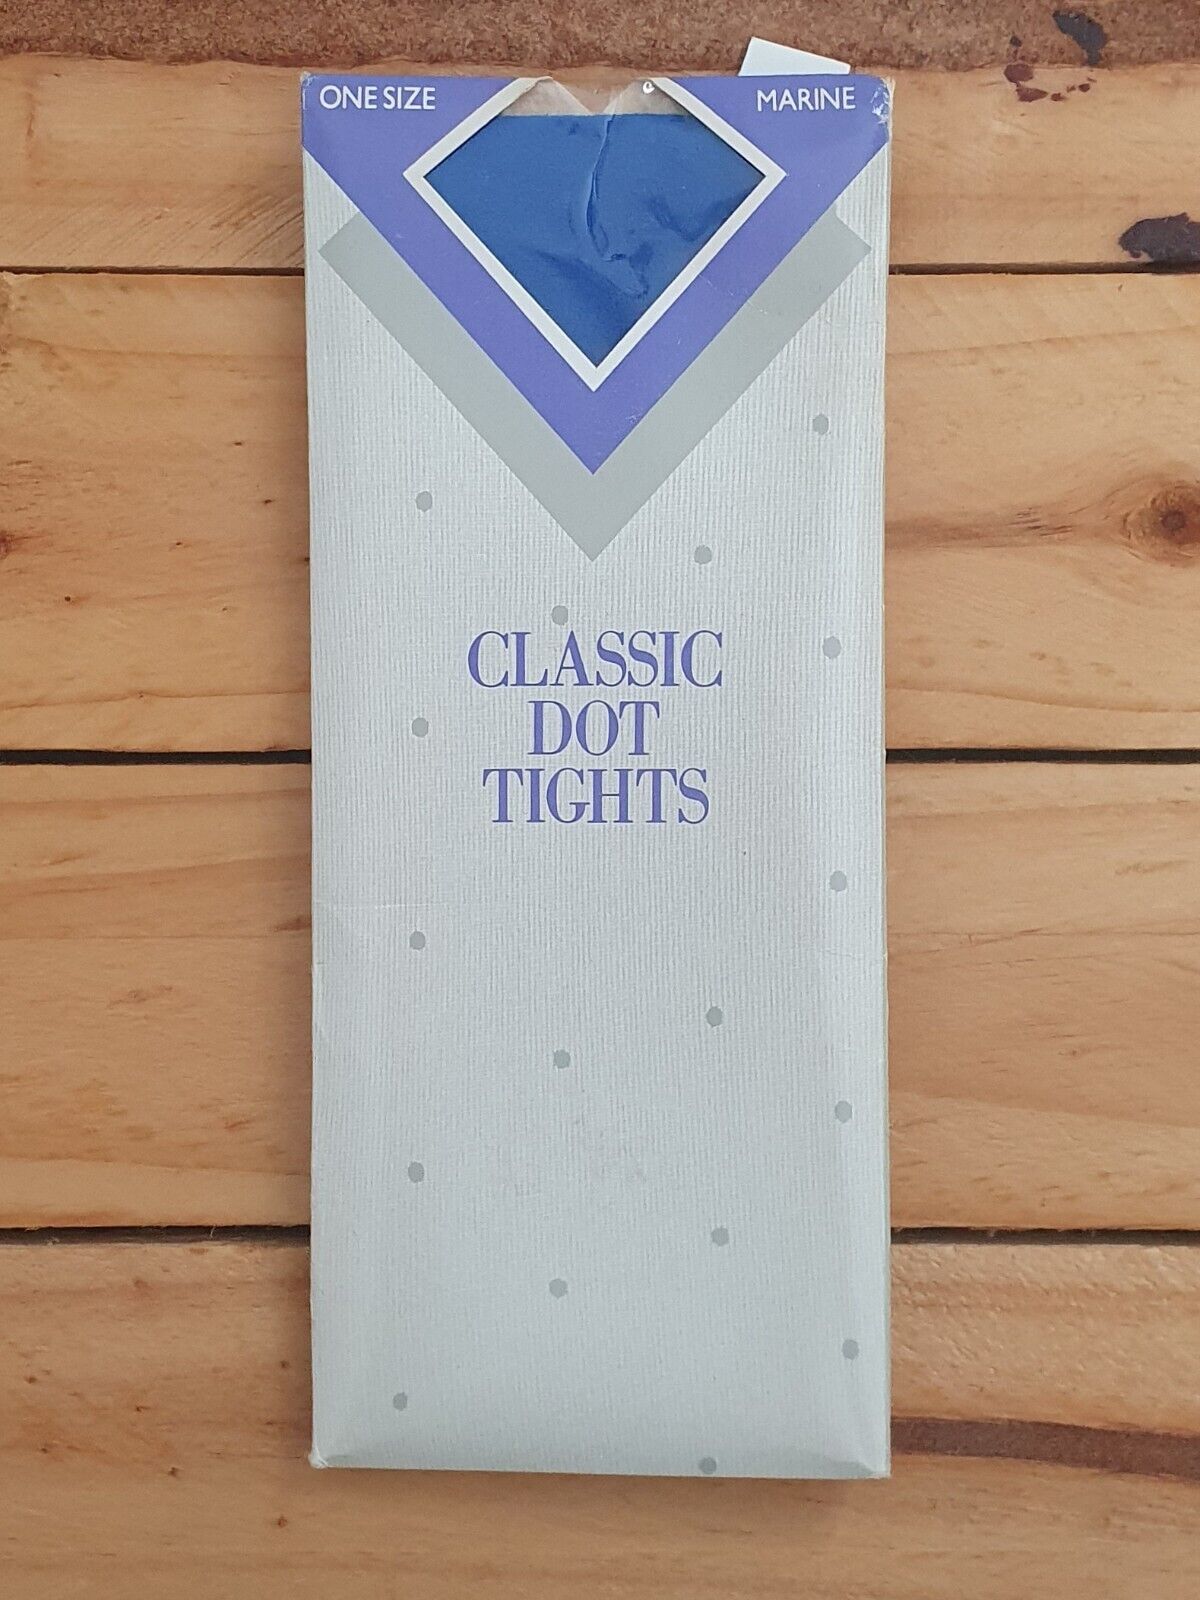 ONE SIZE
MARINE
CLASSIC
DOT
TIGHTS